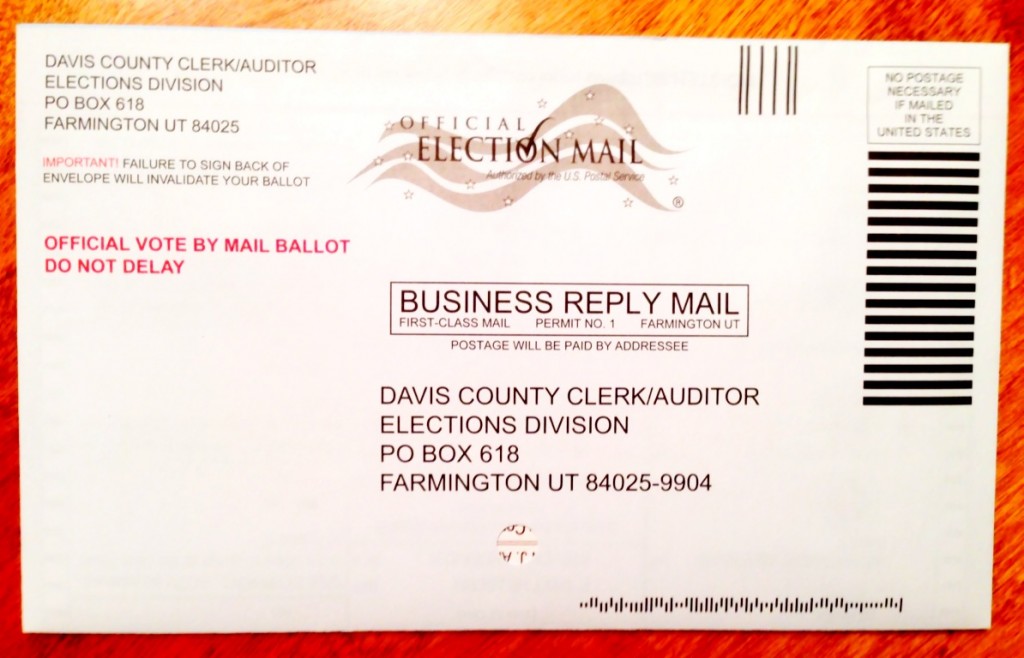 DAVIS COUNTY CLERK/AUDITOR
ELECTIONS DIVISION
PO BOX 618
FARMINGTON UT 84025
IMPORTANT! FAILURE TO SIGN BACK OF
ENVELOPE WILL INVALIDATE YOUR BALLOT
OFFICIAL VOTE BY MAIL BALLOT
DO NOT DELAY
OFFICIAL
ELECTION MAIL
Authorized by the U.S. Postal Service
®
NO POSTAGE
NECESSARY
IF MAILED
IN THE
UNITED STATES
BUSINESS REPLY MAIL
FIRST-CLASS MAIL PERMIT NO. 1 FARMINGTON UT
POSTAGE WILL BE PAID BY ADDRESSEE
DAVIS COUNTY CLERK/AUDITOR
ELECTIONS DIVISION
PO BOX 618
FARMINGTON UT 84025-9904